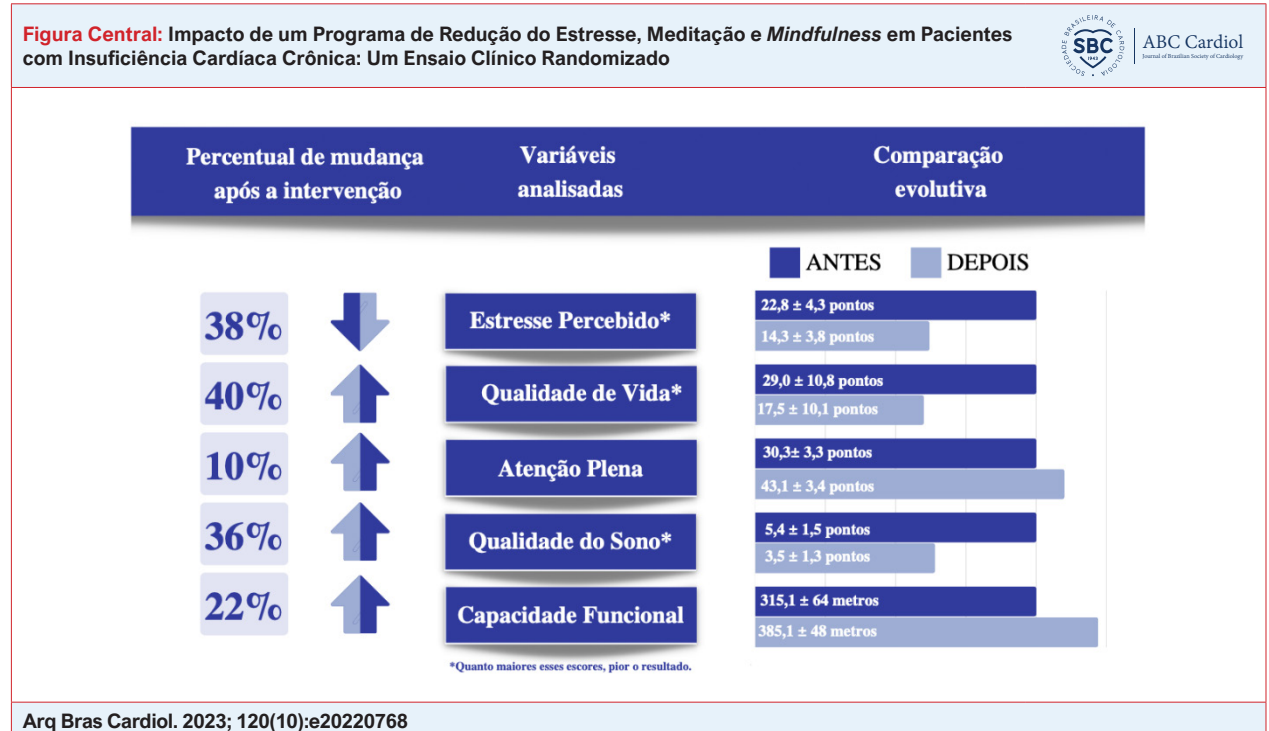 Figura Central: Impacto de um Programa de Redução do Estresse, Meditação e Mindfulness em Pacientes
com Insuficiência Cardíaca Crônica: Um Ensaio Clínico Randomizado
SOCIEDADE BRASILEIRA DE CARDIOLOGIA
SBC
1943
ABC Cardiol
Journal of Brazilian Society of Cardiology
Percentual de mudança
após a intervenção
Variáveis
analisadas
Comparação
evolutiva
ANTES
DEPOIS
38%
Estresse Percebido*
22,8 ± 4,3 pontos
14,3 ± 3,8 pontos
40%
Qualidade de Vida*
29,0 ± 10,8 pontos
17,5 ± 10,1 pontos
10%
Atenção Plena
30,3± 3,3 pontos
43,1 ± 3,4 pontos
36%
Qualidade do Sono*
5,4 ± 1,5 pontos
3,5 ± 1,3 pontos
22%
Capacidade Funcional
315,1 ± 64 metros
385,1 ± 48 metros
*Quanto maiores esses escores, pior o resultado.
Arq Bras Cardiol. 2023; 120(10):e20220768